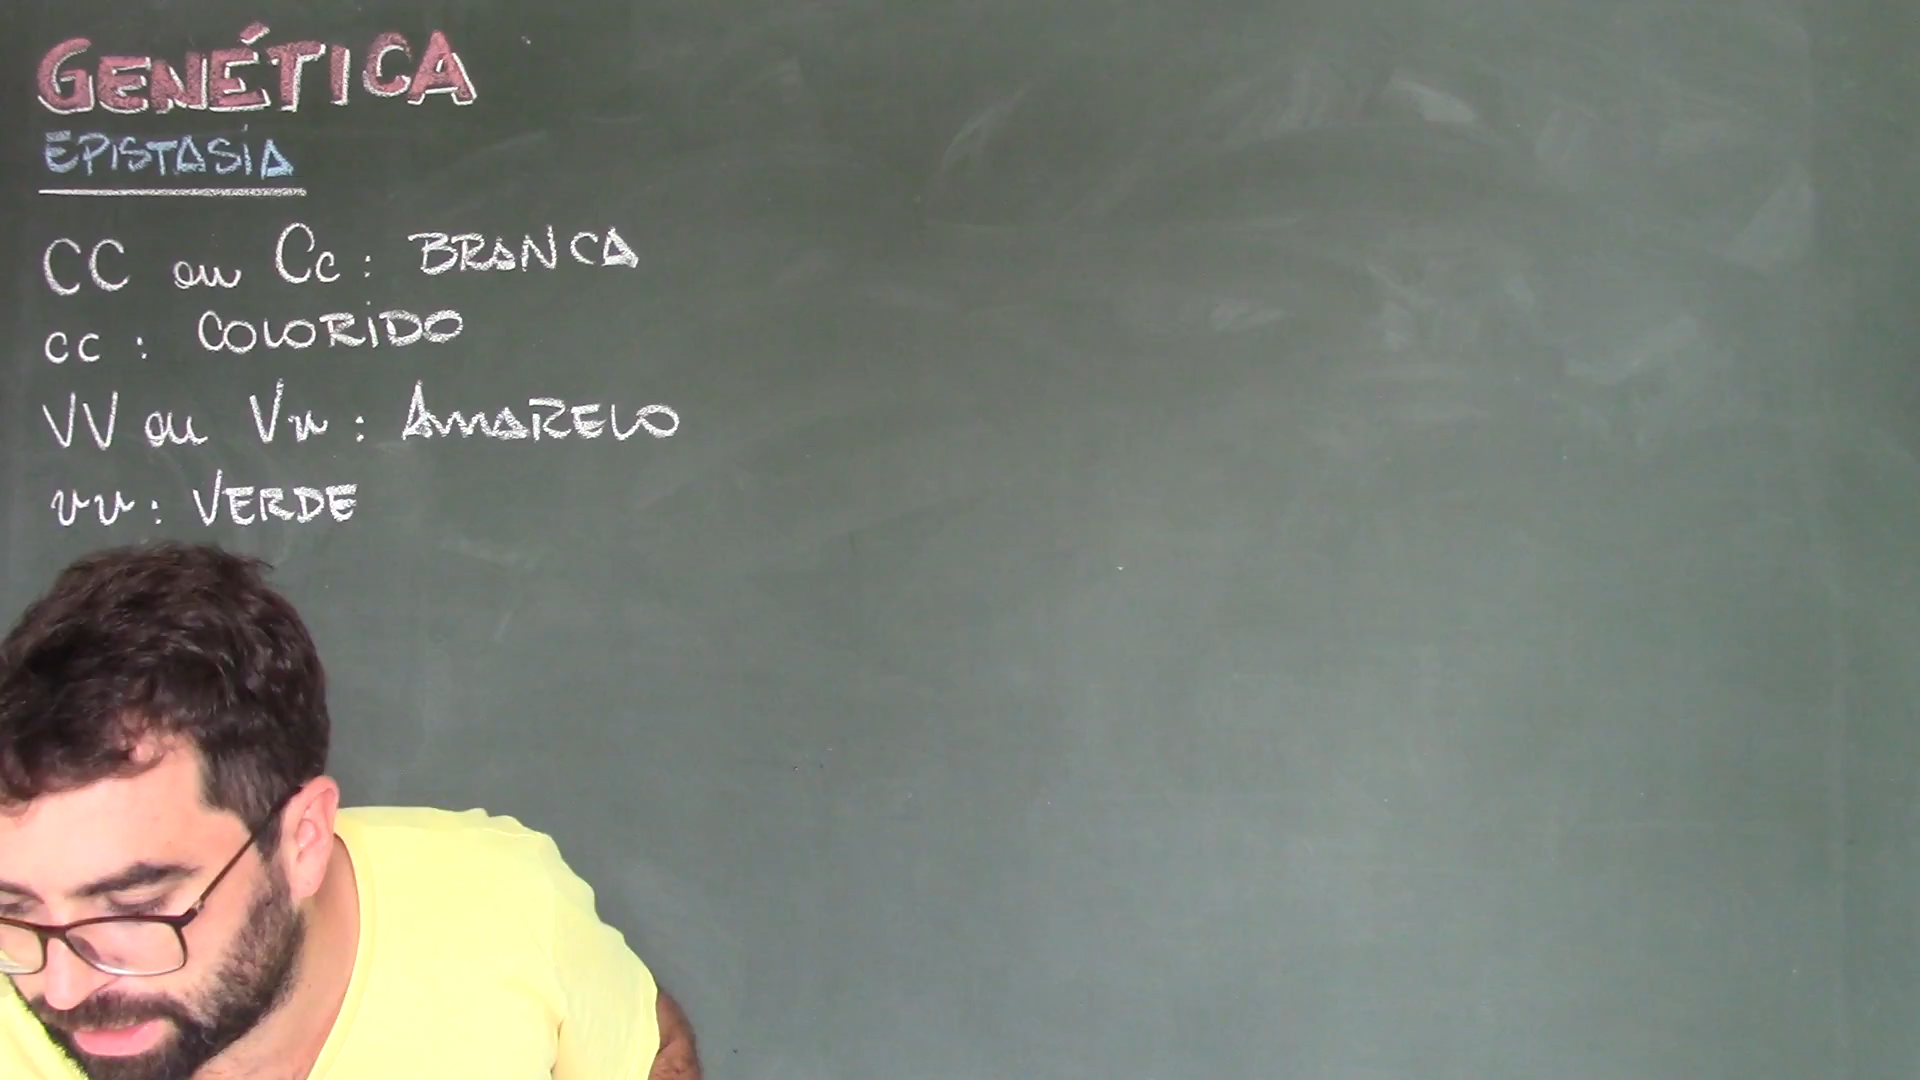 GENÉTICA
EPISTASIA
CC ou Cc: BRANCA
cc: COLORIDO
VV ou Vv: AMARELO
vv: VERDE